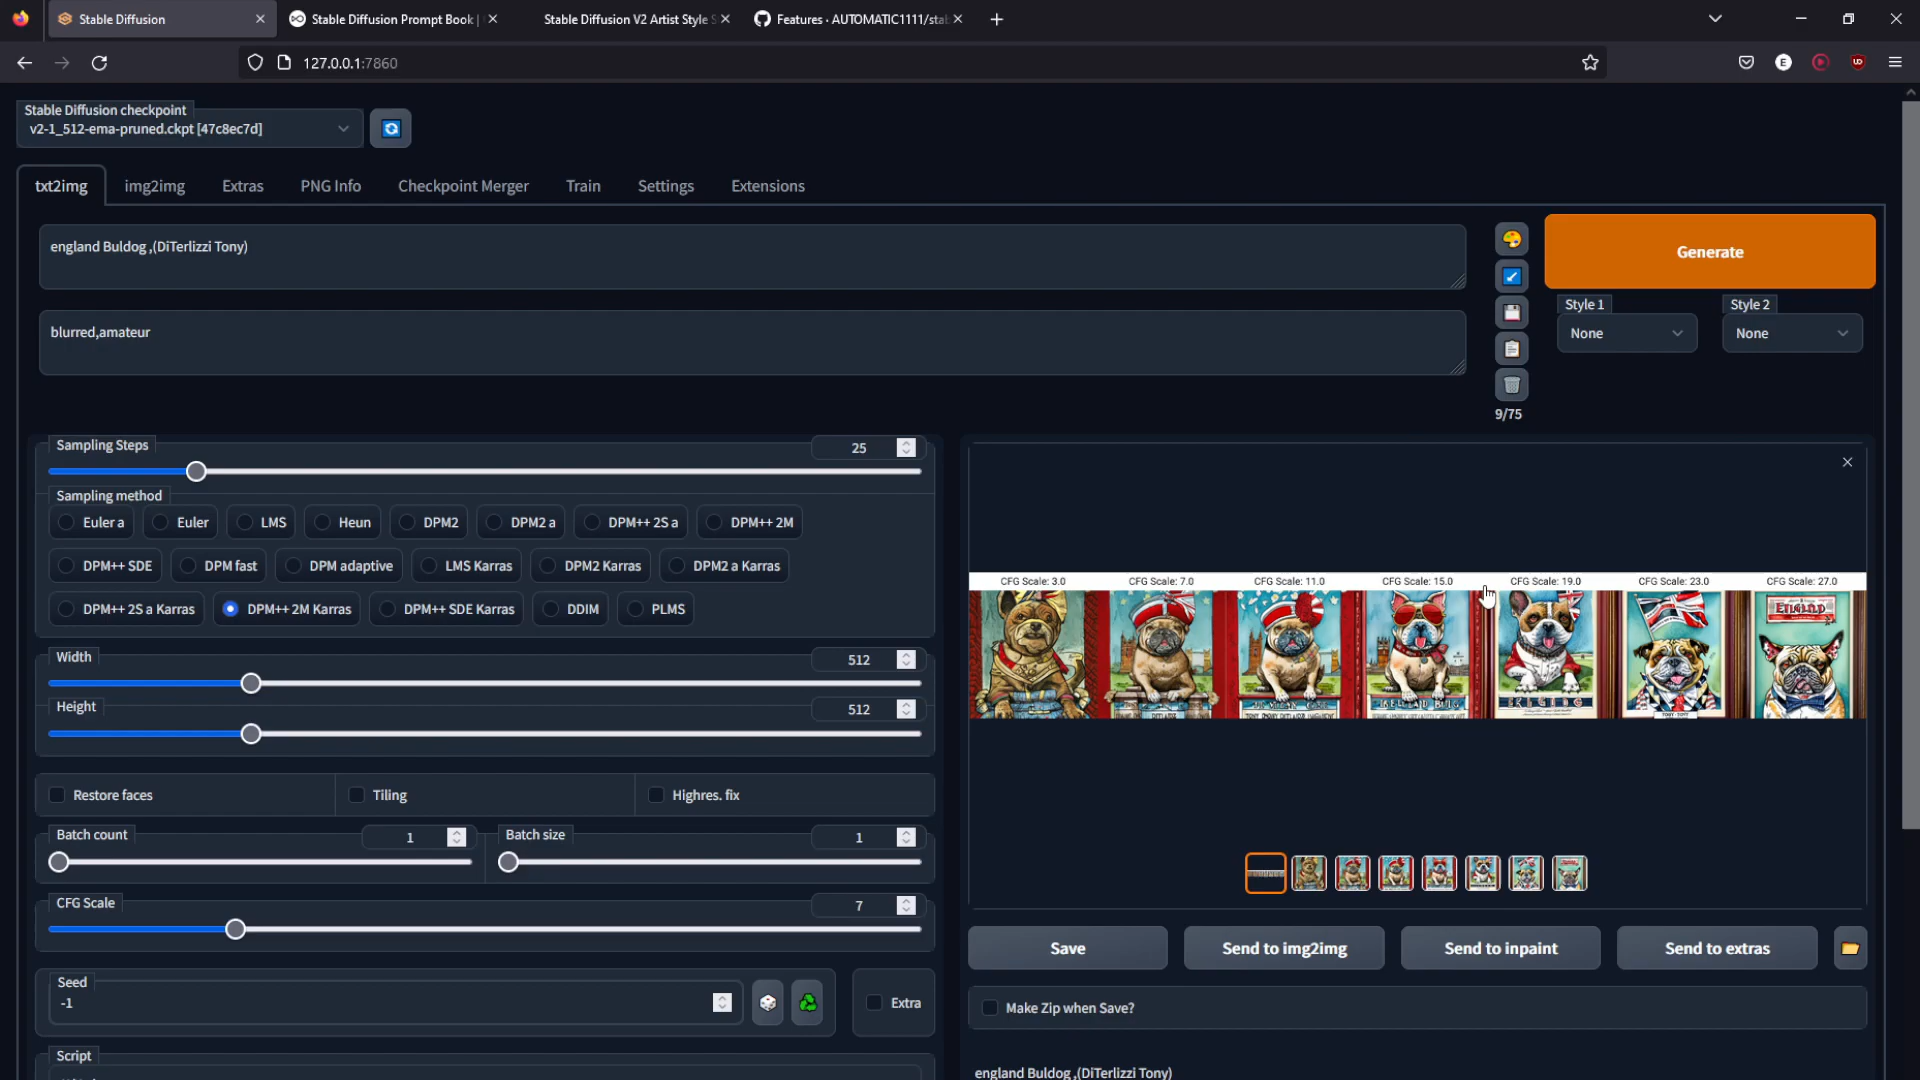 Stable Diffusion
Stable Diffusion Prompt Book |
Stable Diffusion V2 Artist Style S
Features · AUTOMATIC1111/stab
127.0.0.1:7860
Stable Diffusion checkpoint
v2-1_512-ema-pruned.ckpt [47c8ec7d]
txt2img
img2img
Extras
PNG Info
Checkpoint Merger
Train
Settings
Extensions
england Buldog ,(DiTerlizzi Tony)
Generate
Style 1
Style 2
None
None
blurred,amateur
9/75
Sampling Steps
25
Sampling method
Euler a
Euler
LMS
Heun
DPM2
DPM2 a
DPM++ 2S a
DPM++ 2M
DPM++ SDE
DPM fast
DPM adaptive
LMS Karras
DPM2 Karras
DPM2 a Karras
DPM++ 2S a Karras
DPM++ 2M Karras
DPM++ SDE Karras
DDIM
PLMS
Width
512
Height
512
Restore faces
Tiling
Highres. fix
Batch count
1
Batch size
1
CFG Scale
7
Seed
-1
Extra
Script
CFG Scale: 3.0
CFG Scale: 7.0
CFG Scale: 11.0
CFG Scale: 15.0
CFG Scale: 19.0
CFG Scale: 23.0
CFG Scale: 27.0
Save
Send to img2img
Send to inpaint
Send to extras
Make Zip when Save?
england Buldog ,(DiTerlizzi Tony)